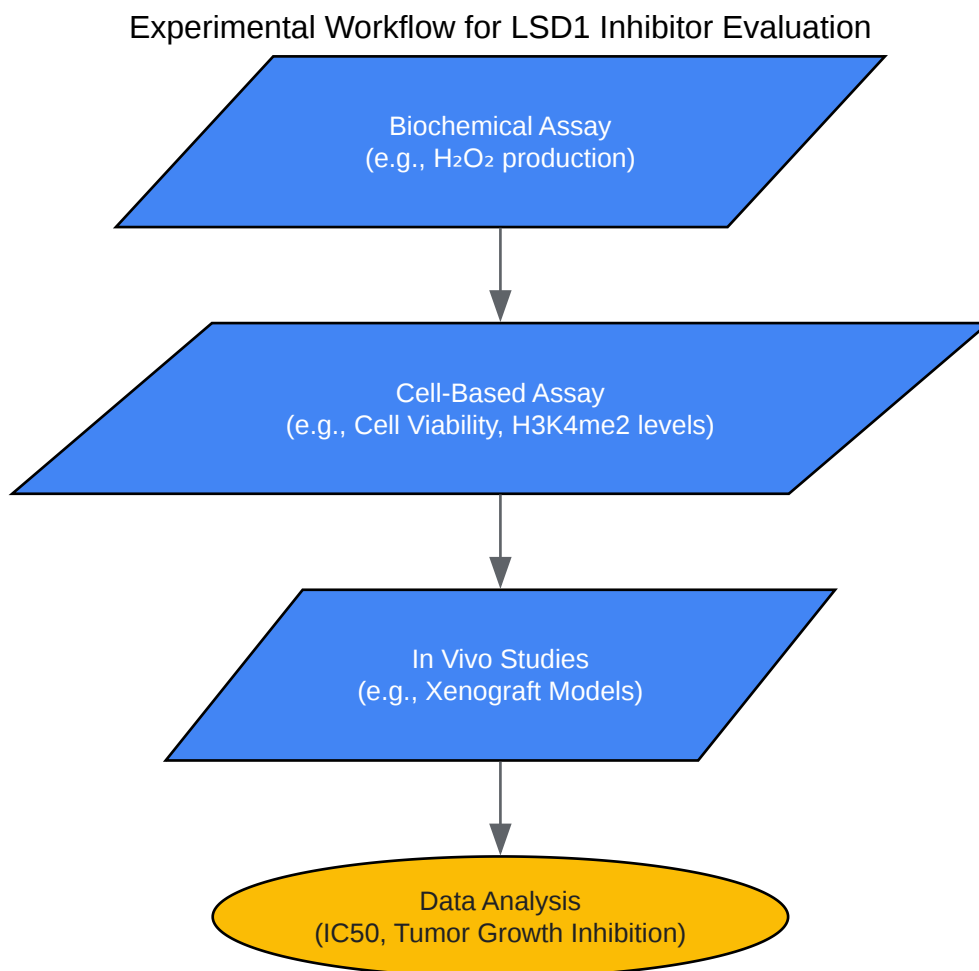 Experimental Workflow for LSD1 Inhibitor Evaluation
Biochemical Assay
(e.g., H₂O₂ production)
Cell-Based Assay
(e.g., Cell Viability, H3K4me2 levels)
In Vivo Studies
(e.g., Xenograft Models)
Data Analysis
(IC50, Tumor Growth Inhibition)